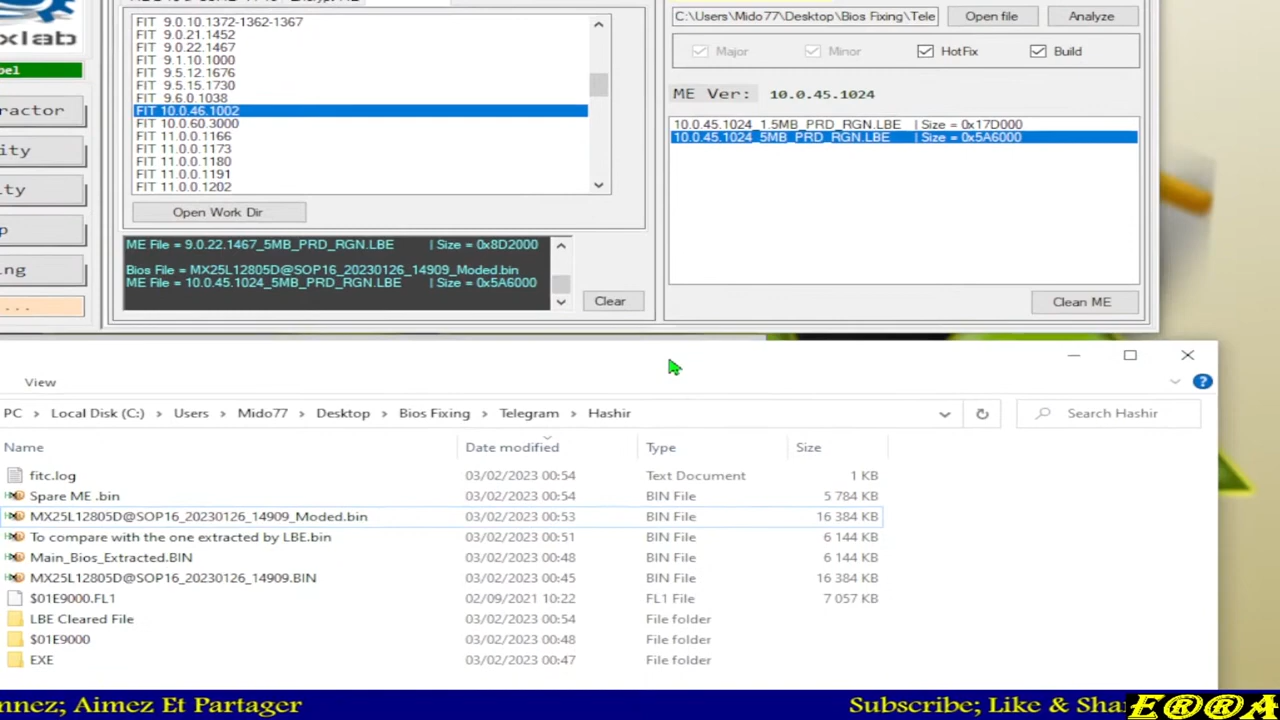 FIT 9.0.10.1372-1362-1367
FIT 9.0.21.1452
FIT 9.0.22.1467
FIT 9.1.10.1000
FIT 9.5.12.1676
FIT 9.5.15.1730
FIT 9.6.0.1038
FIT 10.0.46.1002
FIT 10.0.60.3000
FIT 11.0.0.1166
FIT 11.0.0.1173
FIT 11.0.0.1180
FIT 11.0.0.1191
FIT 11.0.0.1202
Open Work Dir
ME File = 9.0.22.1467_5MB_PRD_RGN.LBE | Size = 0x8D2000
Bios File = MX25L12805D@SOP16_20230126_14909_Moded.bin
ME File = 10.0.45.1024_5MB_PRD_RGN.LBE | Size = 0x5A6000
Clear
xlab
bel
ractor
ity
ty
p
ng
...
C:\Users\Mido77\Desktop\Bios Fixing\Tele
Open file
Analyze
Major
Minor
HotFix
Build
ME Ver: 10.0.45.1024
10.0.45.1024_1.5MB_PRD_RGN.LBE | Size = 0x17D000
10.0.45.1024_5MB_PRD_RGN.LBE | Size = 0x5A6000
Clean ME
View
PC > Local Disk (C:) > Users > Mido77 > Desktop > Bios Fixing > Telegram > Hashir
Search Hashir
Name Date modified Type Size
fitc.log 03/02/2023 00:54 Text Document 1 KB
Spare ME .bin 03/02/2023 00:54 BIN File 5 784 KB
MX25L12805D@SOP16_20230126_14909_Moded.bin 03/02/2023 00:53 BIN File 16 384 KB
To compare with the one extracted by LBE.bin 03/02/2023 00:51 BIN File 6 144 KB
Main_Bios_Extracted.BIN 03/02/2023 00:48 BIN File 6 144 KB
MX25L12805D@SOP16_20230126_14909.BIN 03/02/2023 00:45 BIN File 16 384 KB
$01E9000.FL1 02/09/2021 10:22 FL1 File 7 057 KB
LBE Cleared File 03/02/2023 00:54 File folder
$01E9000 03/02/2023 00:48 File folder
EXE 03/02/2023 00:47 File folder
nnez; Aimez Et Partager
Subscribe; Like & Sha
E®®A